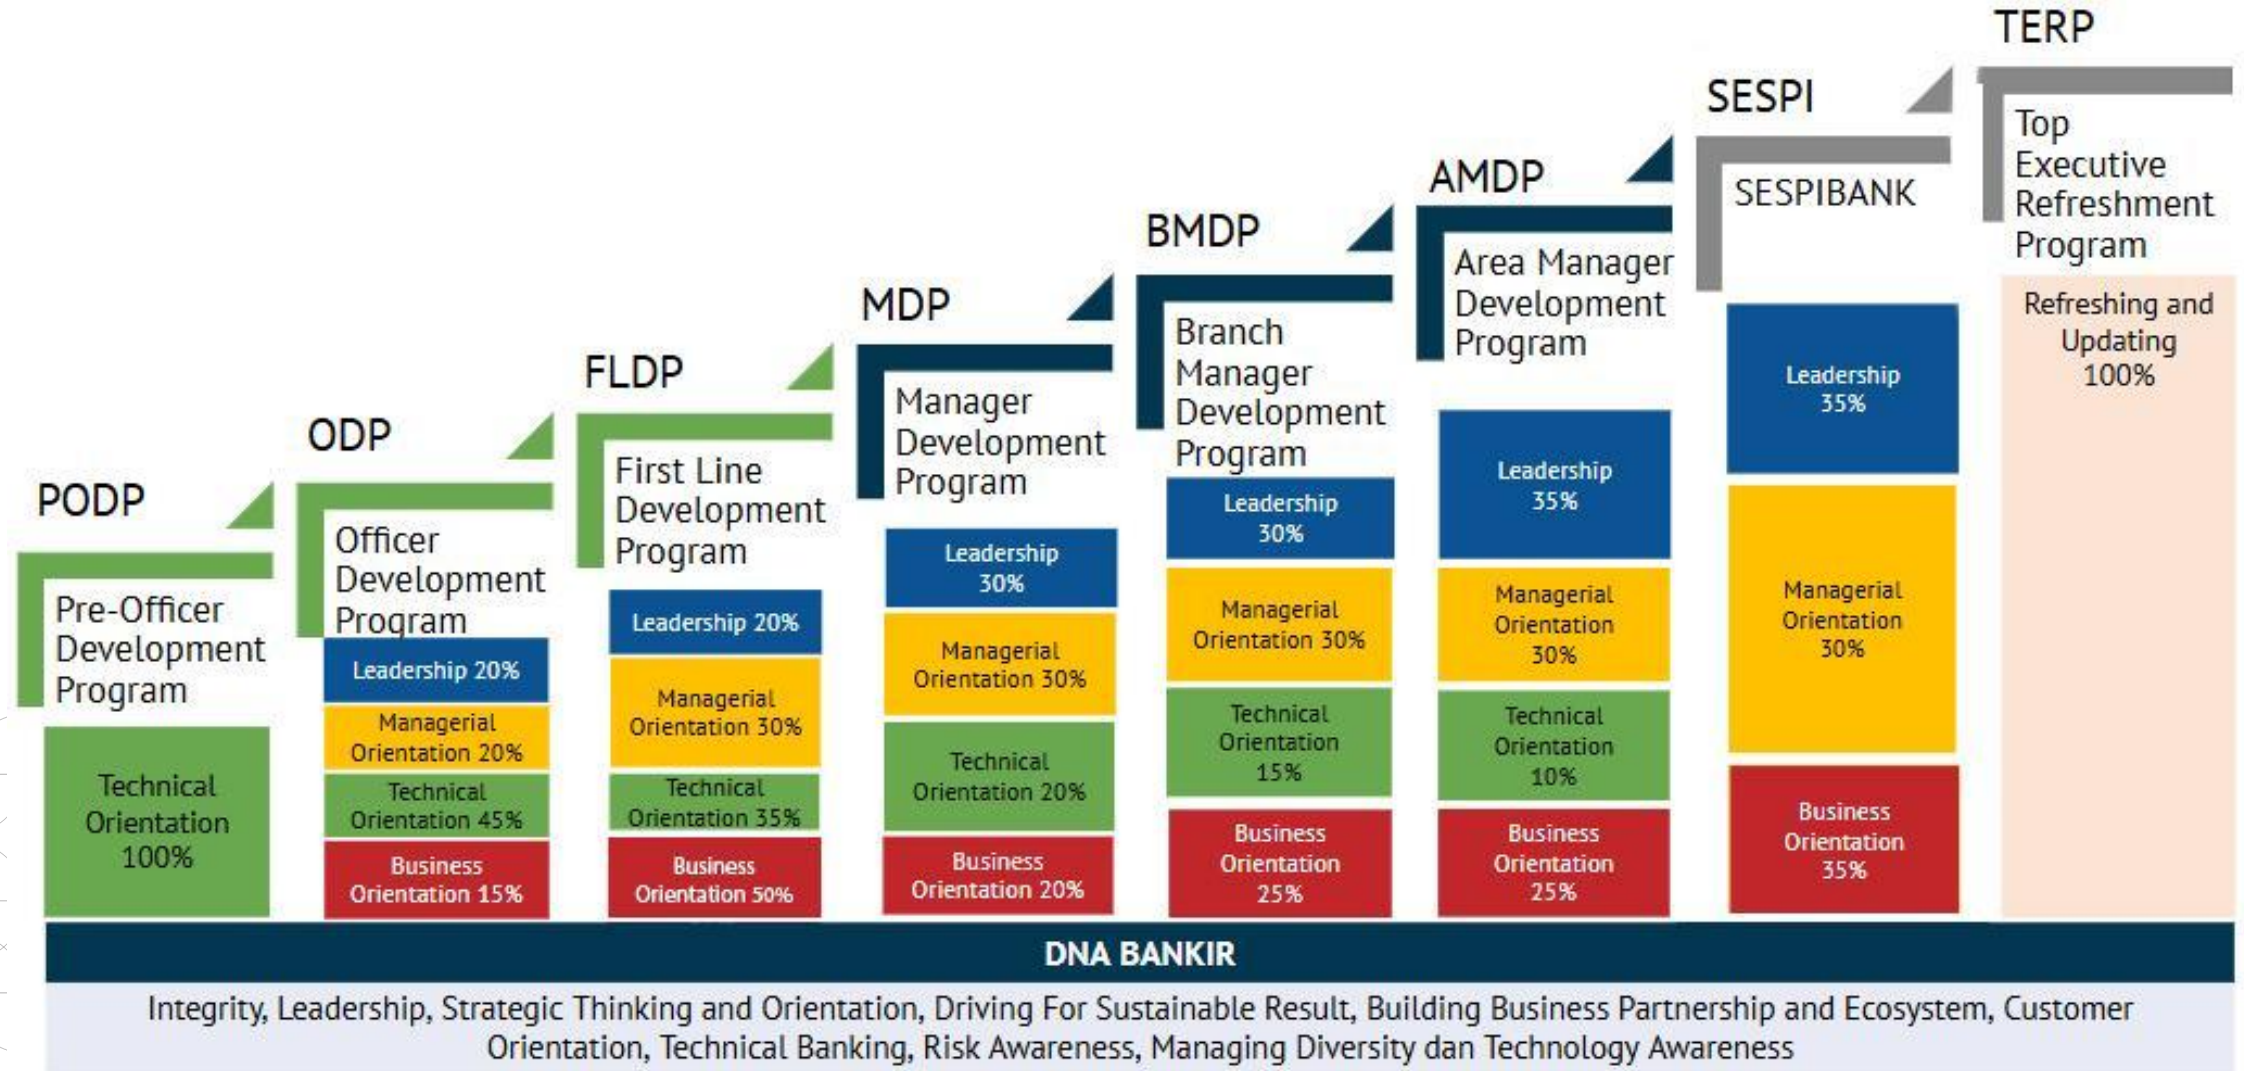 PODP
Pre-Officer
Development
Program
Technical
Orientation
100%
ODP
Officer
Development
Program
Leadership 20%
Managerial
Orientation 20%
Technical
Orientation 45%
Business
Orientation 15%
FLDP
First Line
Development
Program
Leadership 20%
Managerial
Orientation 30%
Technical
Orientation 35%
Business
Orientation 50%
MDP
Manager
Development
Program
Leadership
30%
Managerial
Orientation 30%
Technical
Orientation 20%
Business
Orientation 20%
BMDP
Branch
Manager
Development
Program
Leadership
30%
Managerial
Orientation 30%
Technical
Orientation
15%
Business
Orientation
25%
AMDP
Area Manager
Development
Program
Leadership
35%
Managerial
Orientation
30%
Technical
Orientation
10%
Business
Orientation
25%
SESPI
SESPIBANK
Leadership
35%
Managerial
Orientation
30%
Business
Orientation
35%
TERP
Top
Executive
Refreshment
Program
Refreshing and
Updating
100%
DNA BANKIR
Integrity, Leadership, Strategic Thinking and Orientation, Driving For Sustainable Result, Building Business Partnership and Ecosystem, Customer
Orientation, Technical Banking, Risk Awareness, Managing Diversity dan Technology Awareness